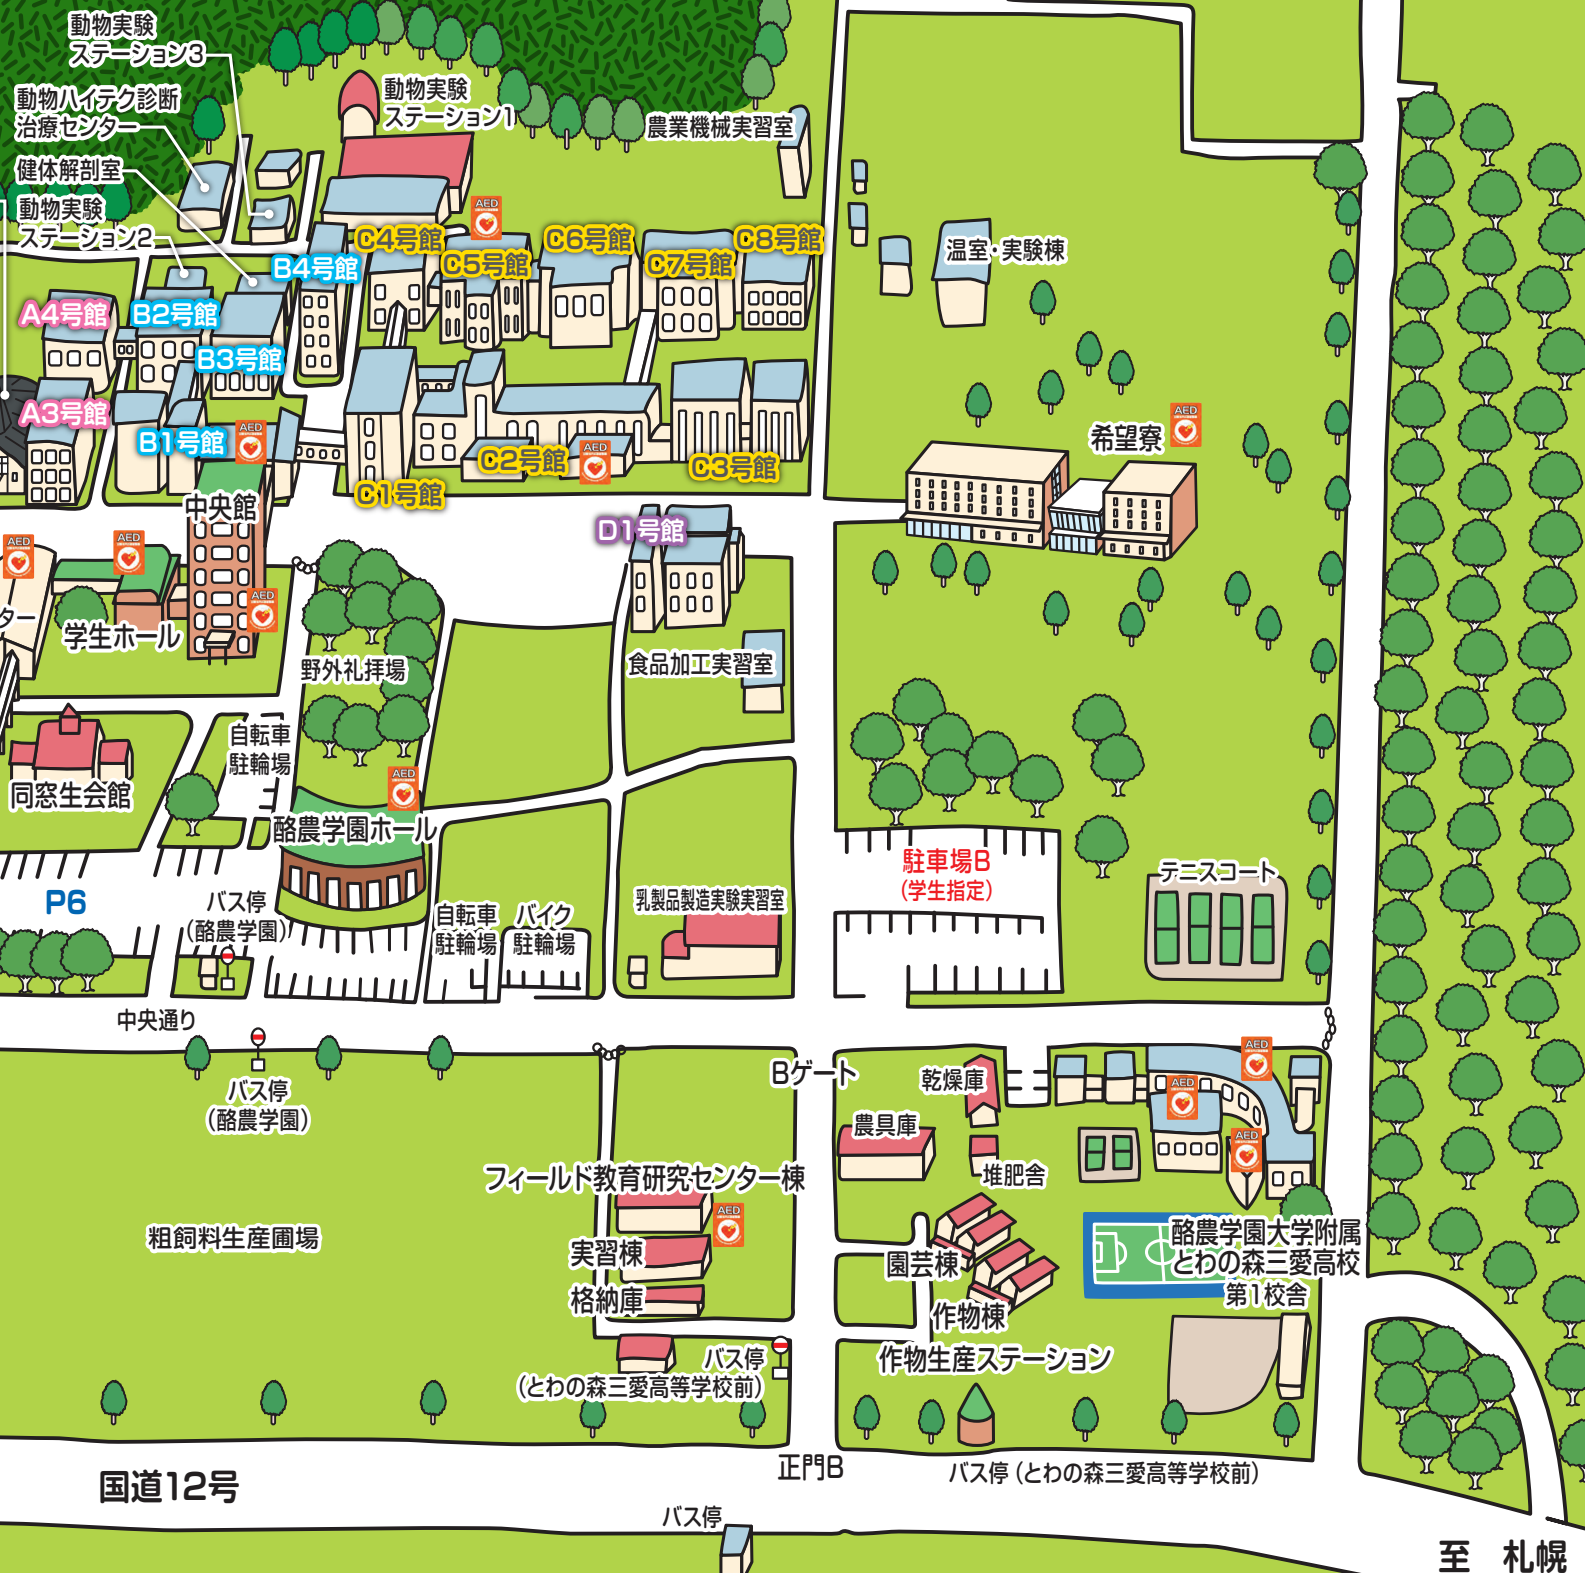 動物実験
ステーション3
動物ハイテク診断
治療センター
健体解剖室
動物実験
ステーション2
動物実験
ステーション1
農業機械実習室
AED
C4号館
C5号館
C6号館
C7号館
C8号館
B4号館
A4号館
B2号館
B3号館
A3号館
B1号館
AED
C1号館
C2号館
AED
C3号館
温室・実験棟
希望寮
AED
中央館
D1号館
AED
AED
AED
ター
学生ホール
野外礼拝場
食品加工実習室
自転車
駐輪場
同窓生会館
AED
酪農学園ホール
P6
バス停
(酪農学園)
自転車
駐輪場
バイク
駐輪場
乳製品製造実験実習室
駐車場B
(学生指定)
テニスコート
中央通り
バス停
(酪農学園)
Bゲート
乾燥庫
農具庫
堆肥舎
AED
AED
AED
フィールド教育研究センター棟
AED
粗飼料生産圃場
実習棟
格納庫
園芸棟
作物棟
作物生産ステーション
酪農学園大学附属
とわの森三愛高校
第1校舎
バス停
(とわの森三愛高等学校前)
正門B
バス停 (とわの森三愛高等学校前)
国道12号
バス停
至 札幌